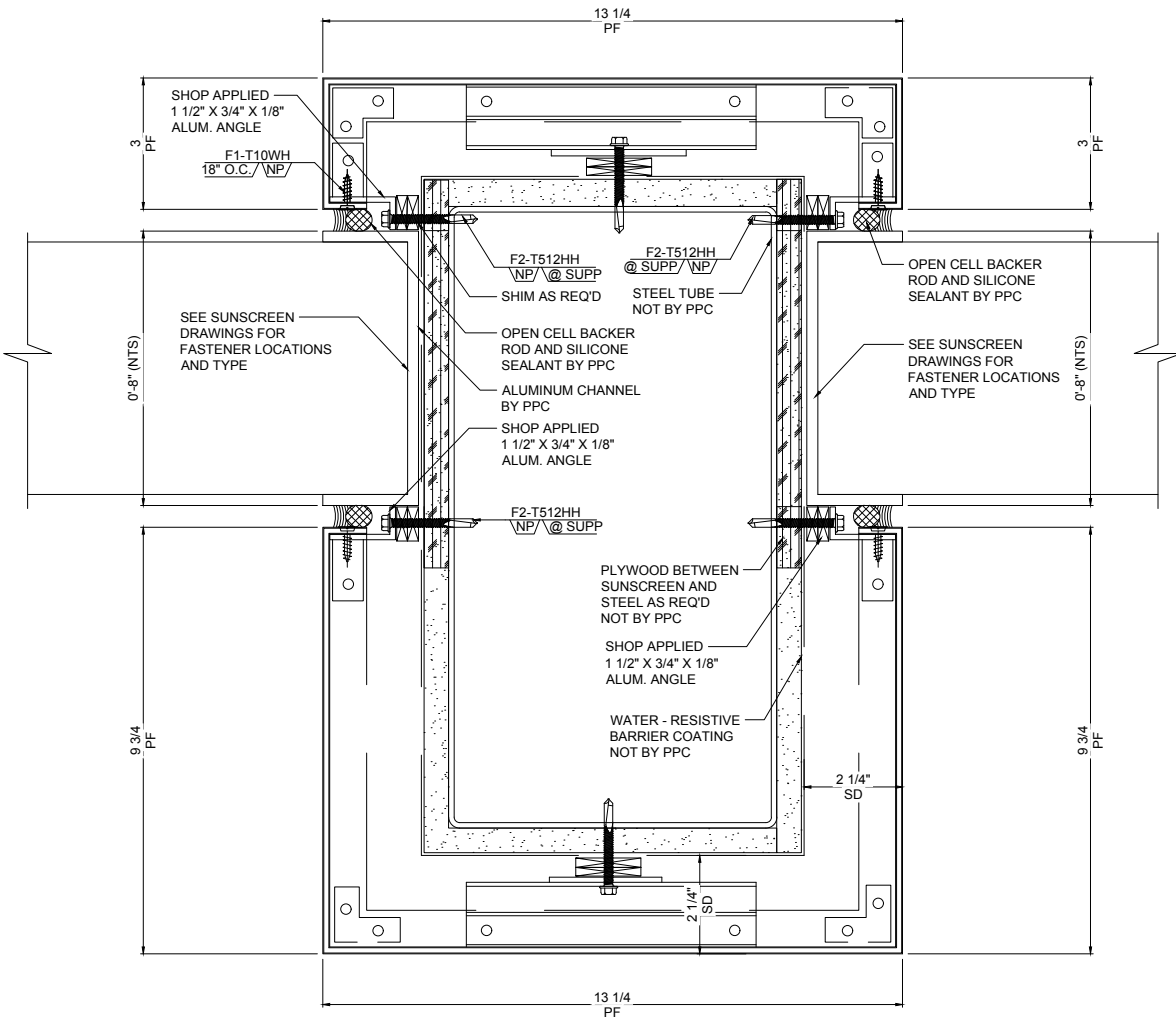 13 1/4
PF
SHOP APPLIED
1 1/2" X 3/4" X 1/8"
ALUM. ANGLE
3
PF
3
PF
F1-T10WH
18" O.C. NP
F2-T512HH
NP @ SUPP
SHIM AS REQ'D
F2-T512HH
@ SUPP NP
STEEL TUBE
NOT BY PPC
OPEN CELL BACKER
ROD AND SILICONE
SEALANT BY PPC
SEE SUNSCREEN
DRAWINGS FOR
FASTENER LOCATIONS
AND TYPE
0'-8" (NTS)
OPEN CELL BACKER
ROD AND SILICONE
SEALANT BY PPC
SEE SUNSCREEN
DRAWINGS FOR
FASTENER LOCATIONS
AND TYPE
0'-8" (NTS)
ALUMINUM CHANNEL
BY PPC
SHOP APPLIED
1 1/2" X 3/4" X 1/8"
ALUM. ANGLE
F2-T512HH
NP @ SUPP
PLYWOOD BETWEEN
SUNSCREEN AND
STEEL AS REQ'D
NOT BY PPC
SHOP APPLIED
1 1/2" X 3/4" X 1/8"
ALUM. ANGLE
WATER - RESISTIVE
BARRIER COATING
NOT BY PPC
9 3/4
PF
9 3/4
PF
2 1/4"
SD
2 1/4"
SD
13 1/4
PF